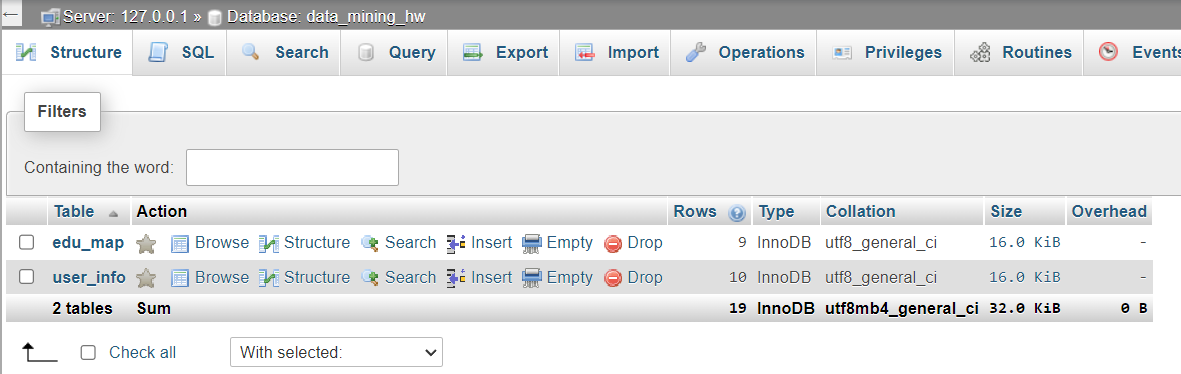 ← Server: 127.0.0.1 » Database: data_mining_hw
Structure SQL Search Query Export Import Operations Privileges Routines Events
Filters
Containing the word:
Table Action Rows Type Collation Size Overhead
edu_map Browse Structure Search Insert Empty Drop 9 InnoDB utf8_general_ci 16.0 KiB -
user_info Browse Structure Search Insert Empty Drop 10 InnoDB utf8_general_ci 16.0 KiB -
2 tables Sum 19 InnoDB utf8mb4_general_ci 32.0 KiB 0 B
Check all With selected: